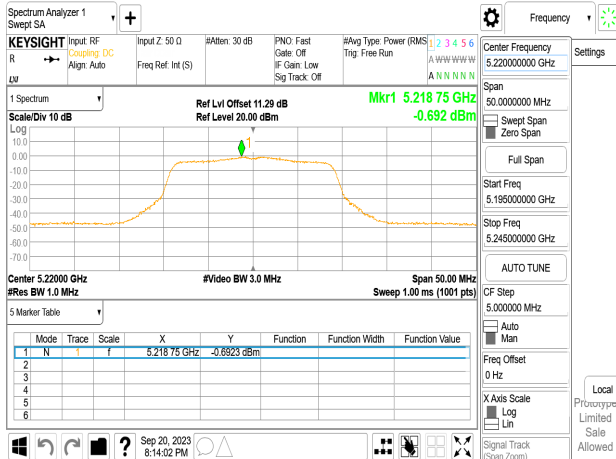 Spectrum Analyzer 1
Swept SA
Frequency
KEYSIGHT
R
LXI
Input: RF
Coupling: DC
Align: Auto
Input Z: 50 Ω
Freq Ref: Int (S)
#Atten: 30 dB
PNO: Fast
Gate: Off
IF Gain: Low
Sig Track: Off
#Avg Type: Power (RMS
Trig: Free Run
1 2 3 4 5 6
A W W W W W
A N N N N N
1 Spectrum
Scale/Div 10 dB
Ref Lvl Offset 11.29 dB
Ref Level 20.00 dBm
Mkr1 5.218 75 GHz
-0.692 dBm
Log
10.0
0.00
-10.0
-20.0
-30.0
-40.0
-50.0
-60.0
-70.0
1
Center 5.22000 GHz
#Res BW 1.0 MHz
#Video BW 3.0 MHz
Span 50.00 MHz
Sweep 1.00 ms (1001 pts)
5 Marker Table
Mode Trace Scale X Y Function Function Width Function Value
1 N 1 f 5.218 75 GHz -0.6923 dBm
2
3
4
5
6
Sep 20, 2023
8:14:02 PM
Center Frequency
5.220000000 GHz
Settings
Span
50.0000000 MHz
Swept Span
Zero Span
Full Span
Start Freq
5.195000000 GHz
Stop Freq
5.245000000 GHz
AUTO TUNE
CF Step
5.000000 MHz
Auto
Man
Freq Offset
0 Hz
X Axis Scale
Log
Lin
Signal Track
(Span Zoom)
Local
Prototype
Limited
Sale
Allowed